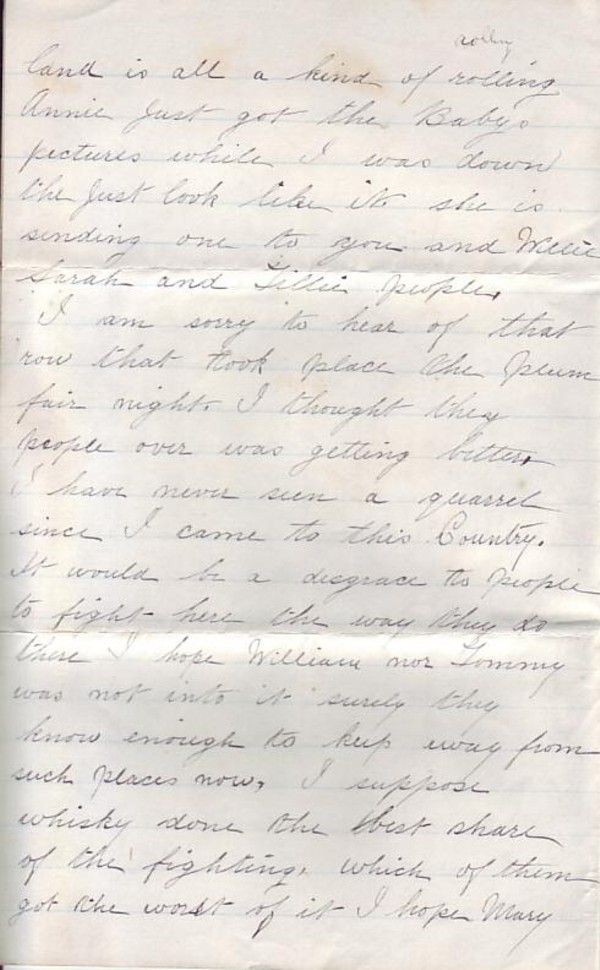 rolling
land is all a kind of rolling
Annie Just got the Babys
pictures while I was down
the Just look like it she is
sending one to you and Willie
Sarah and Tillie people.
I am sorry to hear of that
row that took place the plum
fair night. I thought they
people over was getting better.
I have never seen a quarrel
since I came to this Country.
It would be a disgrace to people
to fight here the way they do
there I hope William nor Tommy
was not into it surely they
know enough to keep away from
such places now, I suppose
whisky done the best share
of the fighting. which of them
got the worst of it I hope Mary